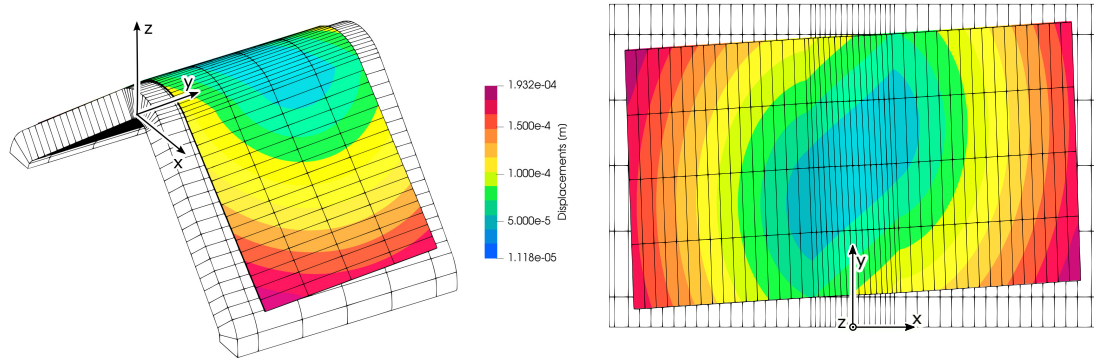 z
y
x
1.932e-04
1.500e-4
1.000e-4
5.000e-5
1.118e-05
Displacements (m)
y
z
x